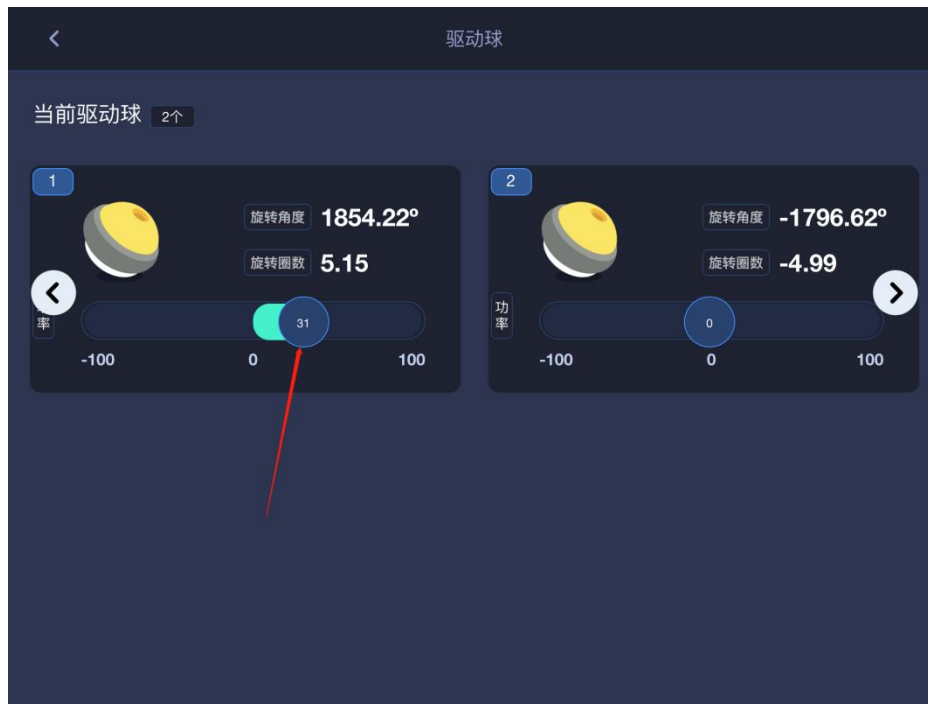 驱动球
当前驱动球 2个
1
旋转角度 1854.22°
旋转圈数 5.15
率
31
-100 0 100
2
旋转角度 -1796.62°
旋转圈数 -4.99
功率
0
-100 0 100